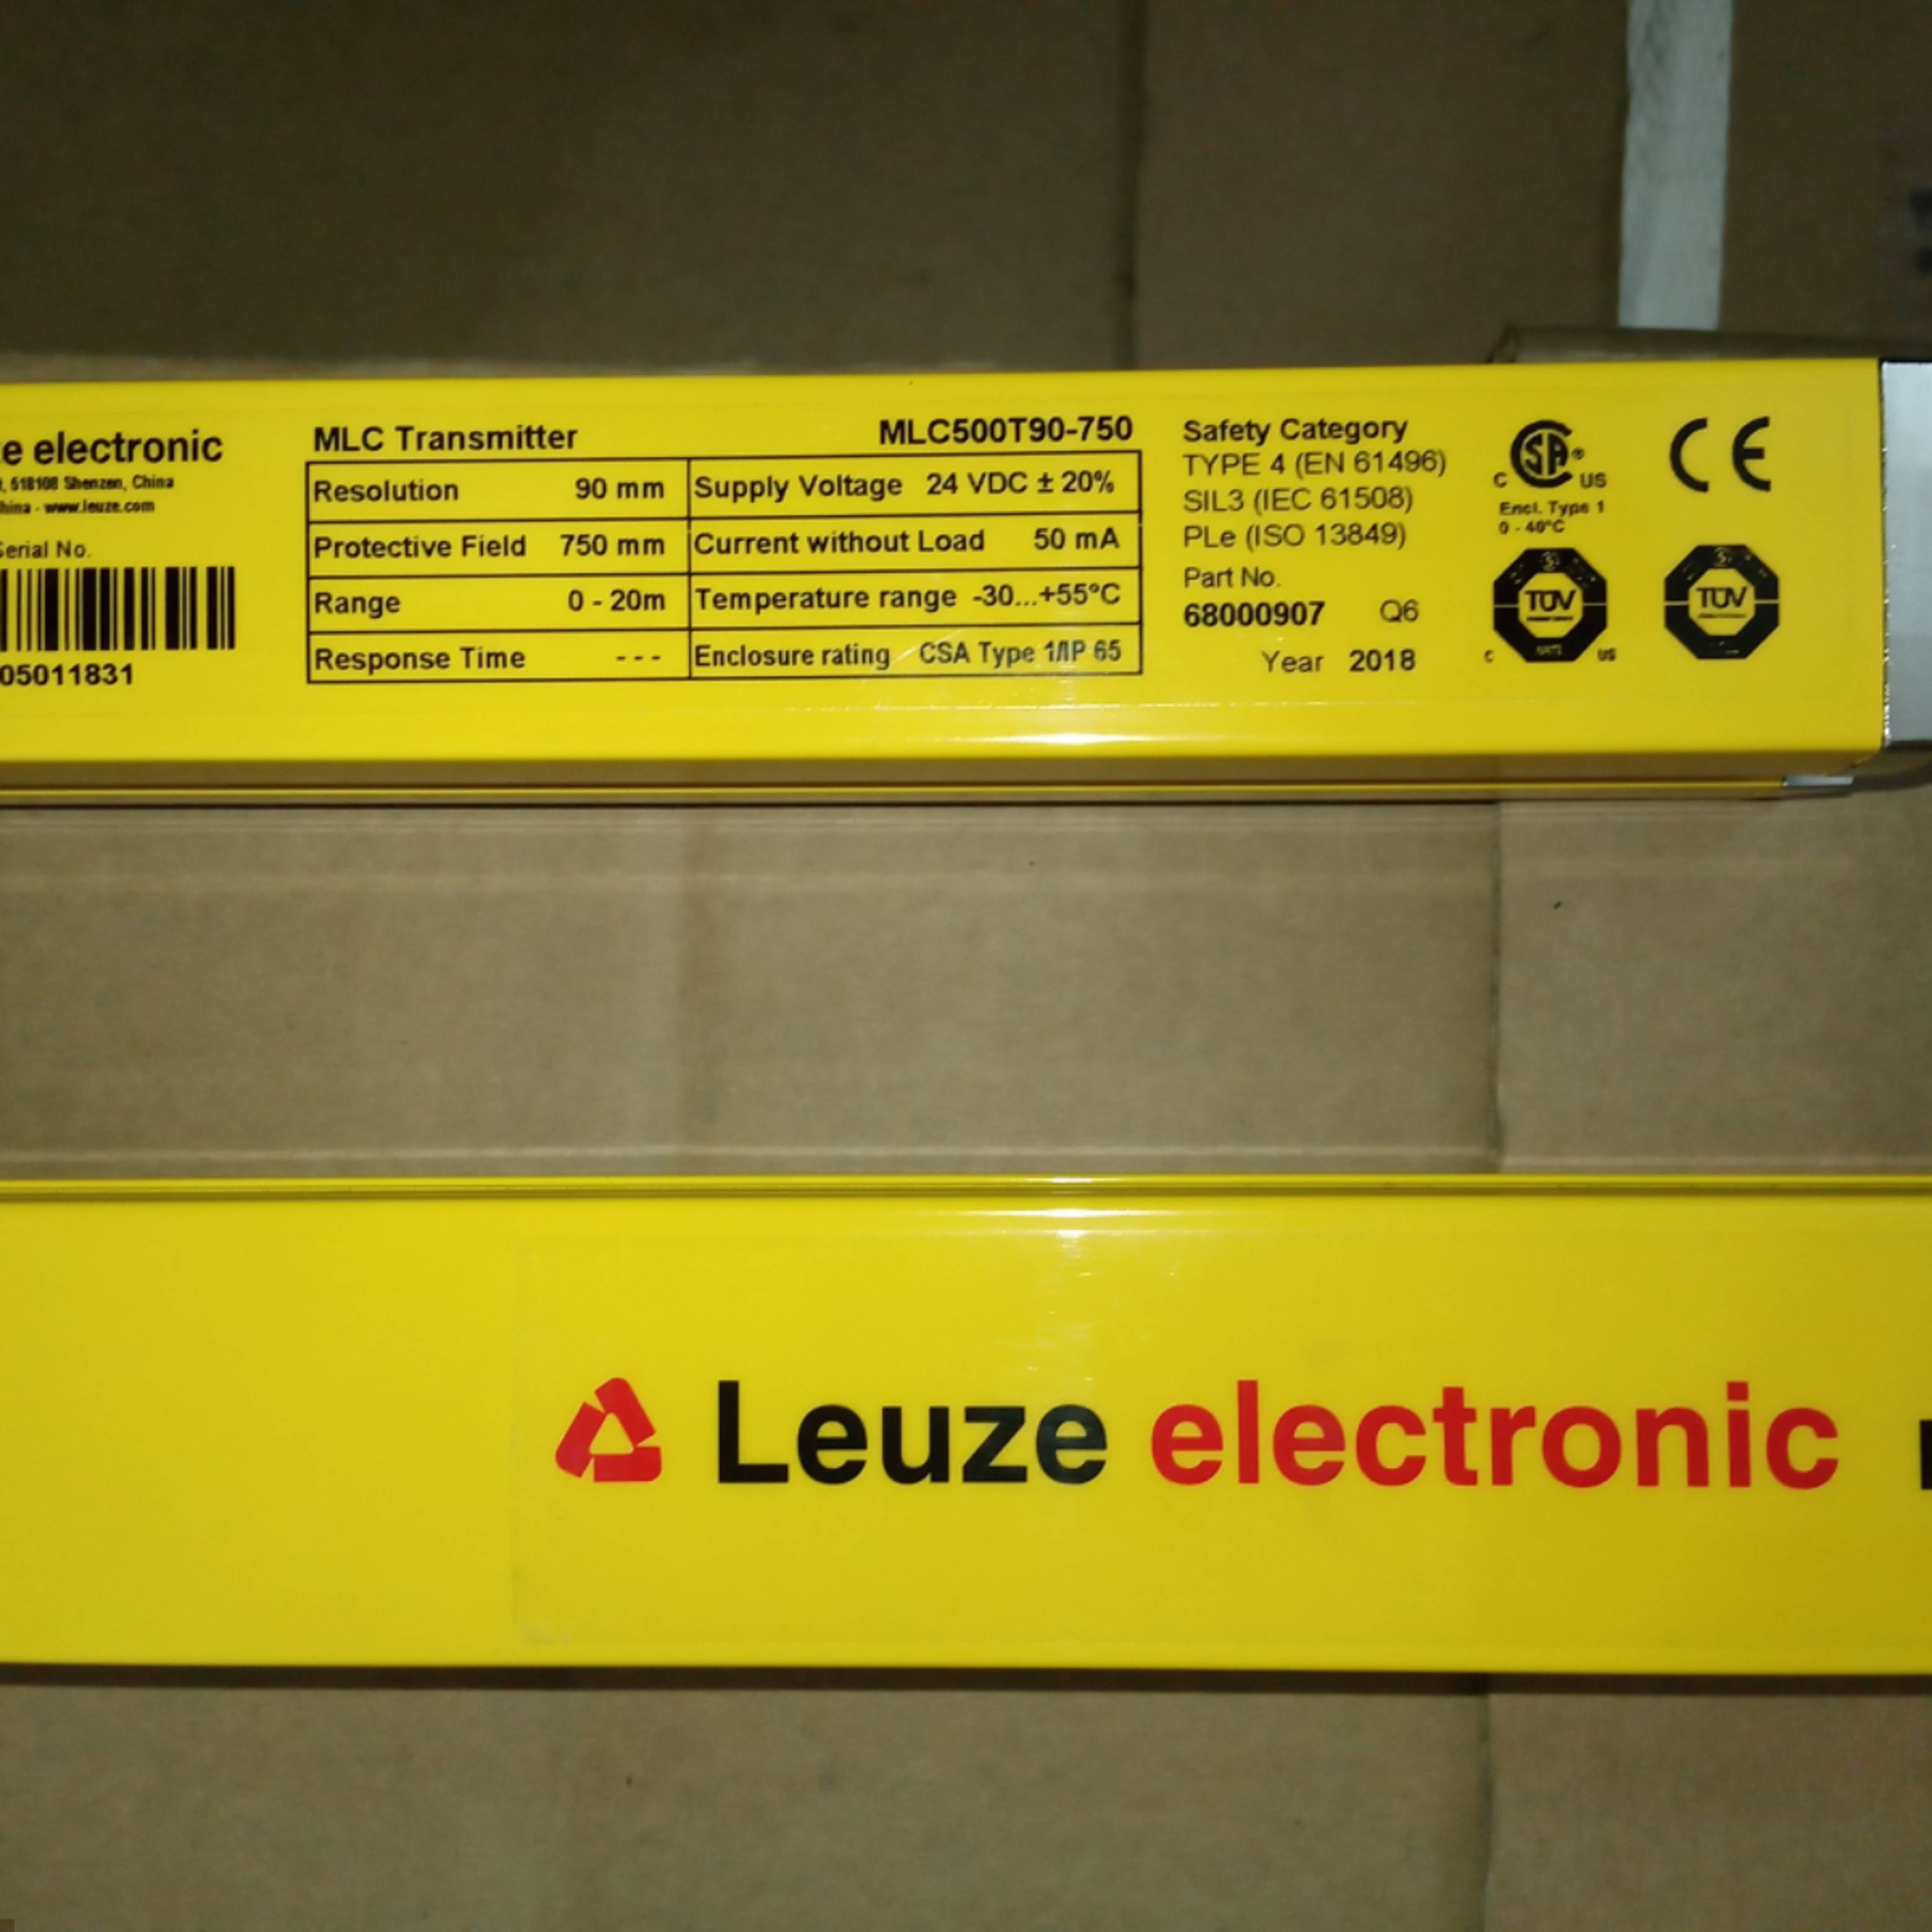 e electronic
, 518108 Shenzen, China
hina - www.leuze.com
Serial No.
05011831
MLC Transmitter MLC500T90-750
Resolution 90 mm Supply Voltage 24 VDC ± 20%
Protective Field 750 mm Current without Load 50 mA
Range 0 - 20m Temperature range -30...+55°C
Response Time --- Enclosure rating CSA Type 1/IP 65
Safety Category
TYPE 4 (EN 61496)
SIL3 (IEC 61508)
PLe (ISO 13849)
Part No.
68000907 Q6
Year 2018
C SA ® US
Encl. Type 1
0 - 40°C
CE
TÜV
C US
TÜV
Leuze electronic